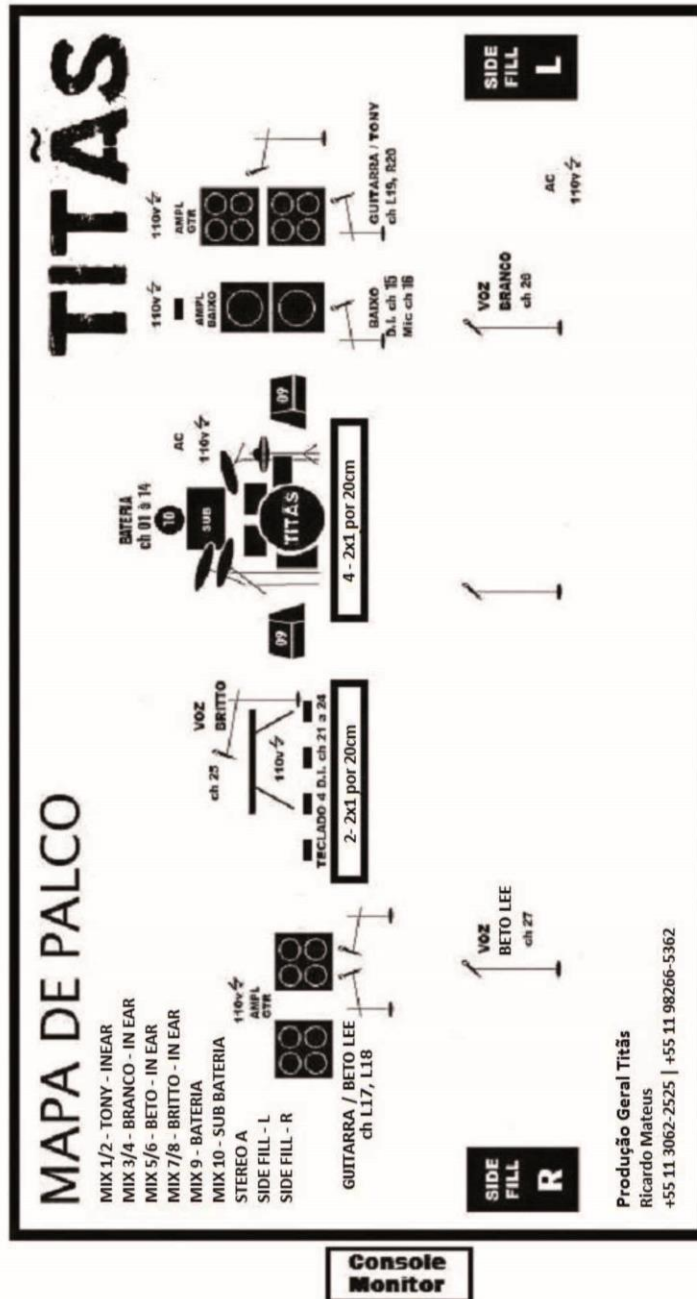 MAPA DE PALCO
TITÃS
MIX 1/2 - TONY - INEAR
MIX 3/4 - BRANCO - IN EAR
MIX 5/6 - BETO - IN EAR
MIX 7/8 - BRITTO - IN EAR
MIX 9 - BATERIA
MIX 10 - SUB BATERIA
STEREO A
SIDE FILL - L
SIDE FILL - R
110v
AMPL
GTR
GUITARRA / BETO LEE
ch L17, L18
VOZ
BRITTO
ch 25
110v
TECLADO 4 D.I. ch 21 a 24
2- 2x1 por 20cm
BATERIA
ch 01 à 14
10
SUB
AC
110v
TITÃS
09
09
4 - 2x1 por 20cm
110v
AMPL
BAIXO
BAIXO
D.I. ch 15
Mic ch 16
110v
AMPL
GTR
GUITARRA / TONY
ch L19, R20
SIDE
FILL
R
VOZ
BETO LEE
ch 27
VOZ
BRANCO
ch 26
AC
110v
SIDE
FILL
L
Produção Geral Titãs
Ricardo Mateus
+55 11 3062-2525 | +55 11 98266-5362
Console
Monitor